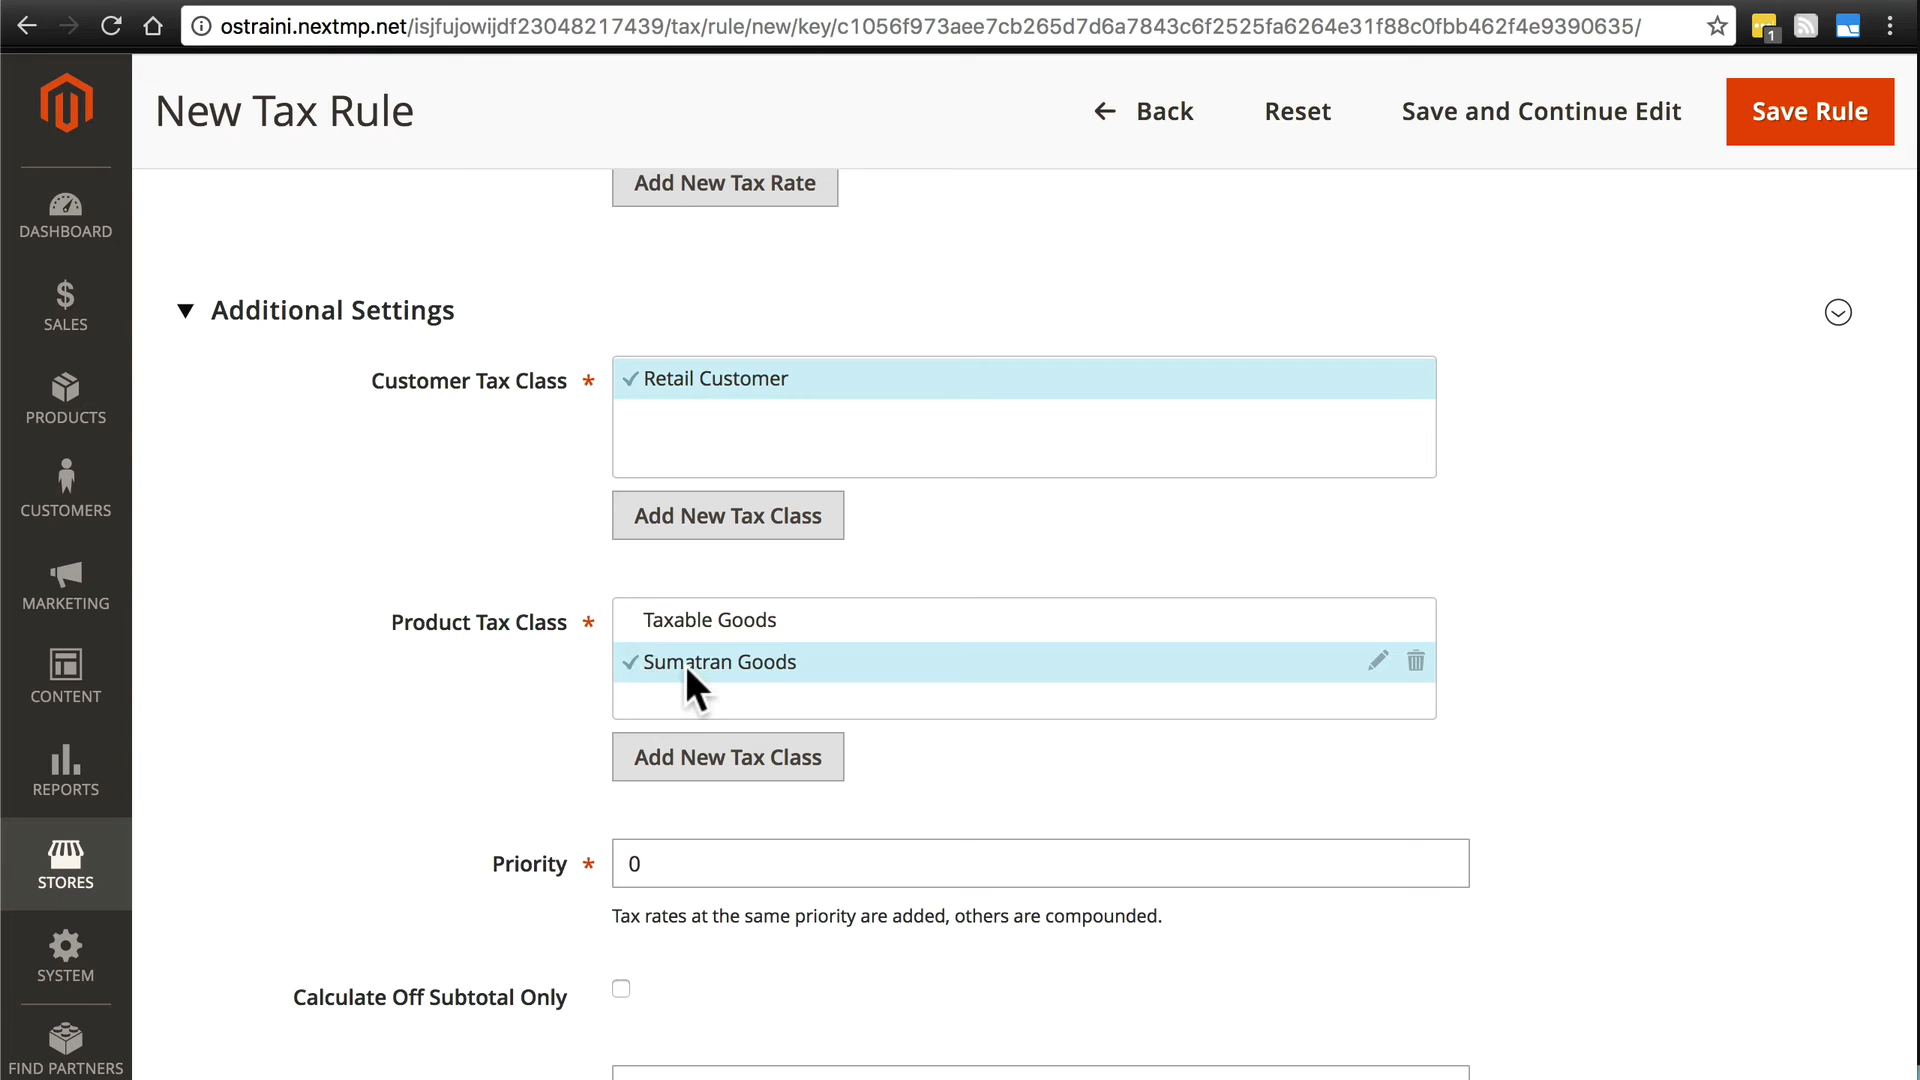 ostraini.nextmp.net/isjfujowijdf23048217439/tax/rule/new/key/c1056f973aee7cb265d7d6a7843c6f2525fa6264e31f88c0fbb462f4e9390635/
1
New Tax Rule
Back
Reset
Save and Continue Edit
Save Rule
DASHBOARD
SALES
PRODUCTS
CUSTOMERS
MARKETING
CONTENT
REPORTS
STORES
SYSTEM
FIND PARTNERS
Add New Tax Rate
Additional Settings
Customer Tax Class *
Retail Customer
Add New Tax Class
Product Tax Class *
Taxable Goods
Sumatran Goods
Add New Tax Class
Priority *
0
Tax rates at the same priority are added, others are compounded.
Calculate Off Subtotal Only